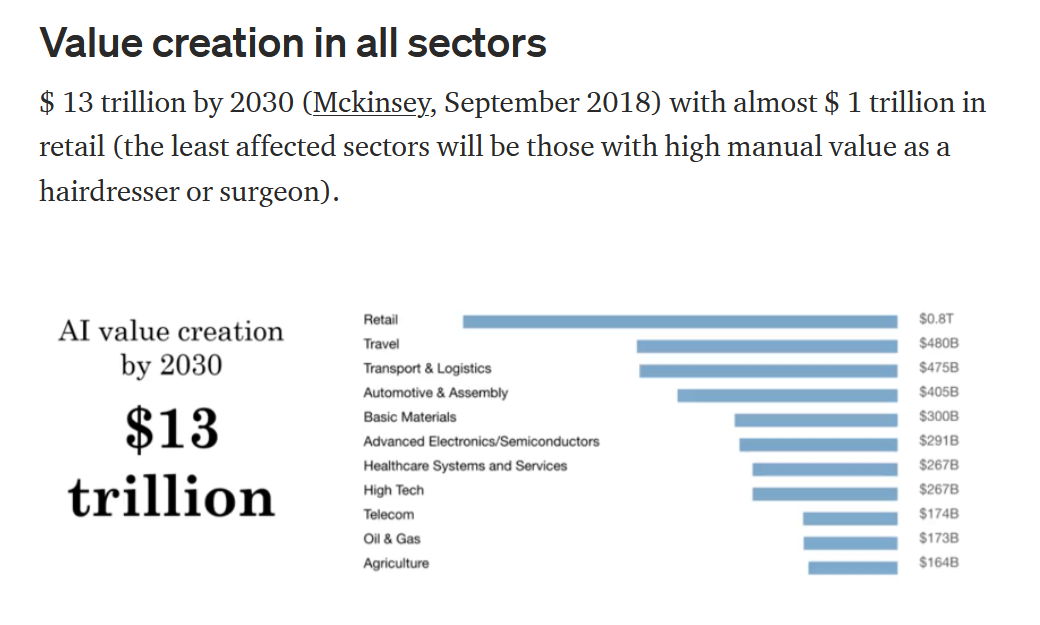 Value creation in all sectors
$ 13 trillion by 2030 (Mckinsey, September 2018) with almost $ 1 trillion in
retail (the least affected sectors will be those with high manual value as a
hairdresser or surgeon).
AI value creation
by 2030
$13
trillion
Retail $0.8T
Travel $480B
Transport & Logistics $475B
Automotive & Assembly $405B
Basic Materials $300B
Advanced Electronics/Semiconductors $291B
Healthcare Systems and Services $267B
High Tech $267B
Telecom $174B
Oil & Gas $173B
Agriculture $164B